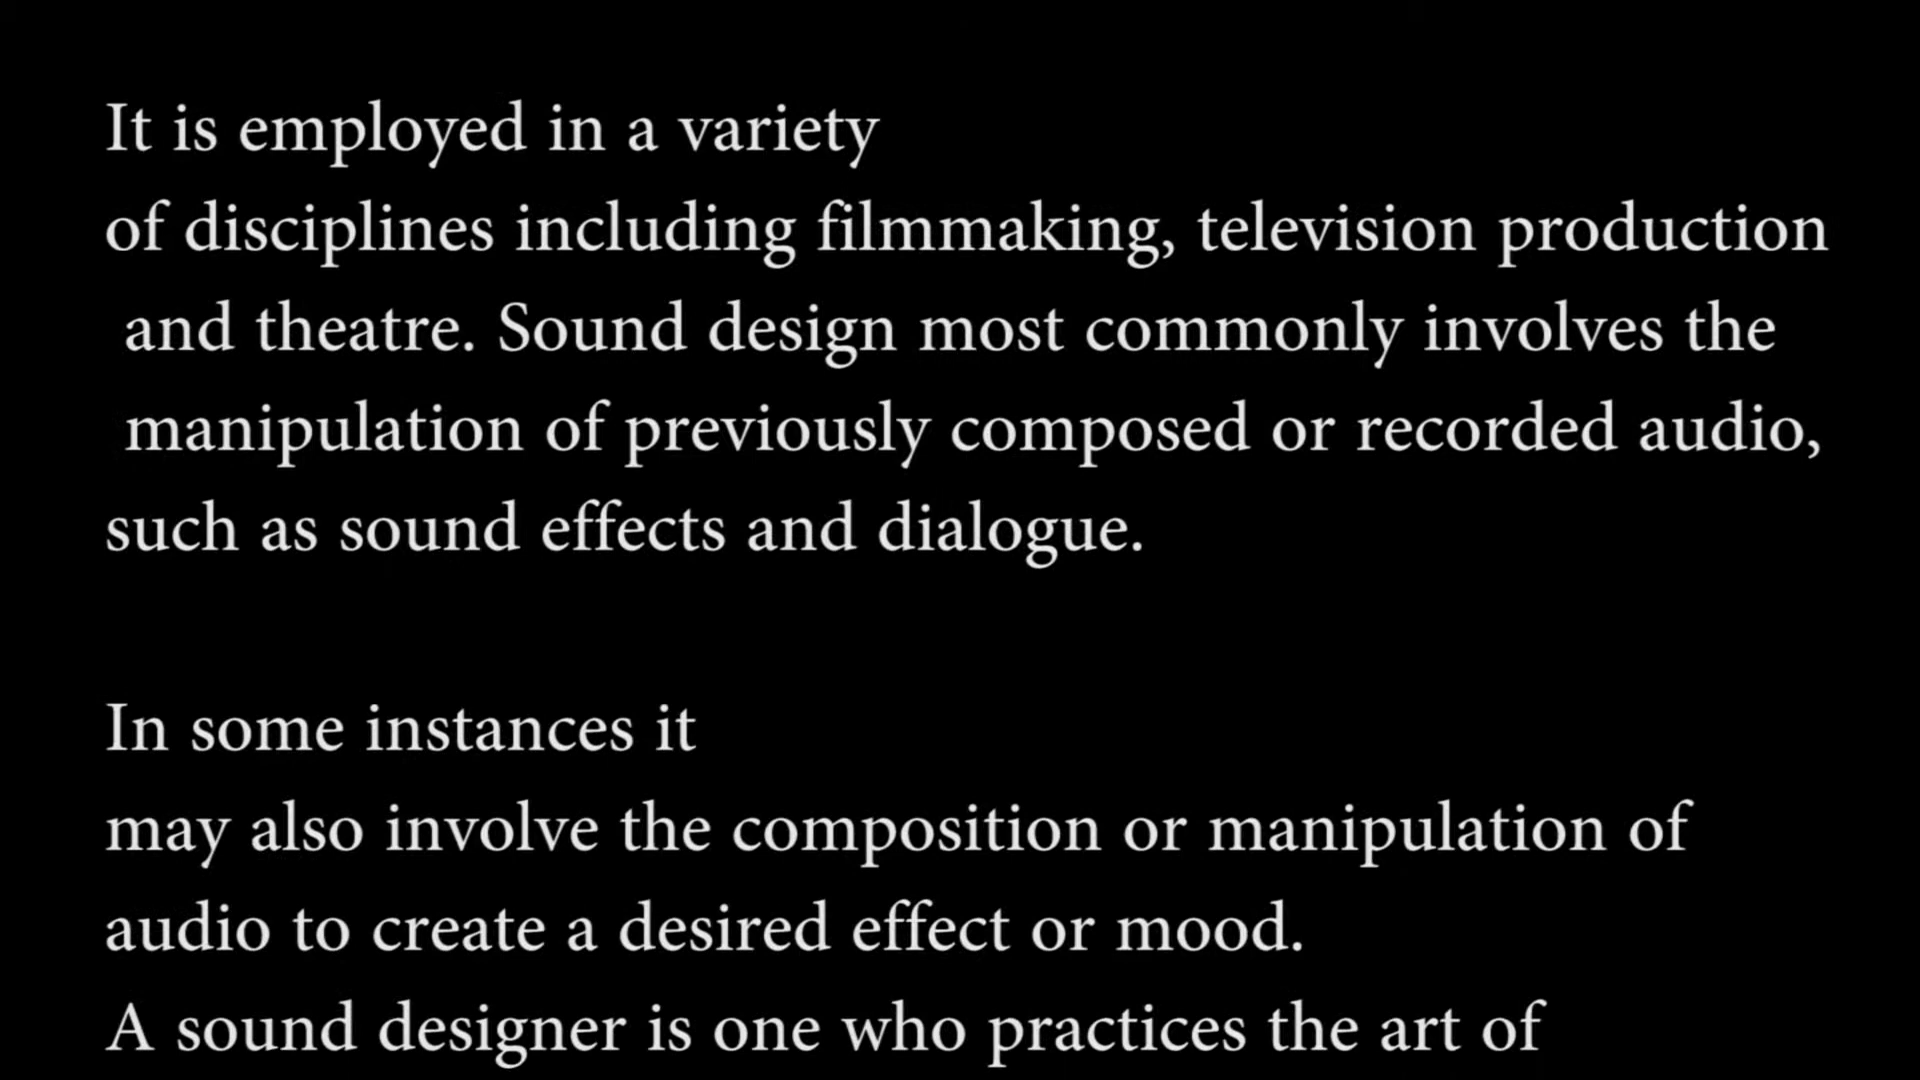 It is employed in a variety
of disciplines including filmmaking, television production
and theatre. Sound design most commonly involves the
manipulation of previously composed or recorded audio,
such as sound effects and dialogue.
In some instances it
may also involve the composition or manipulation of
audio to create a desired effect or mood.
A sound designer is one who practices the art of